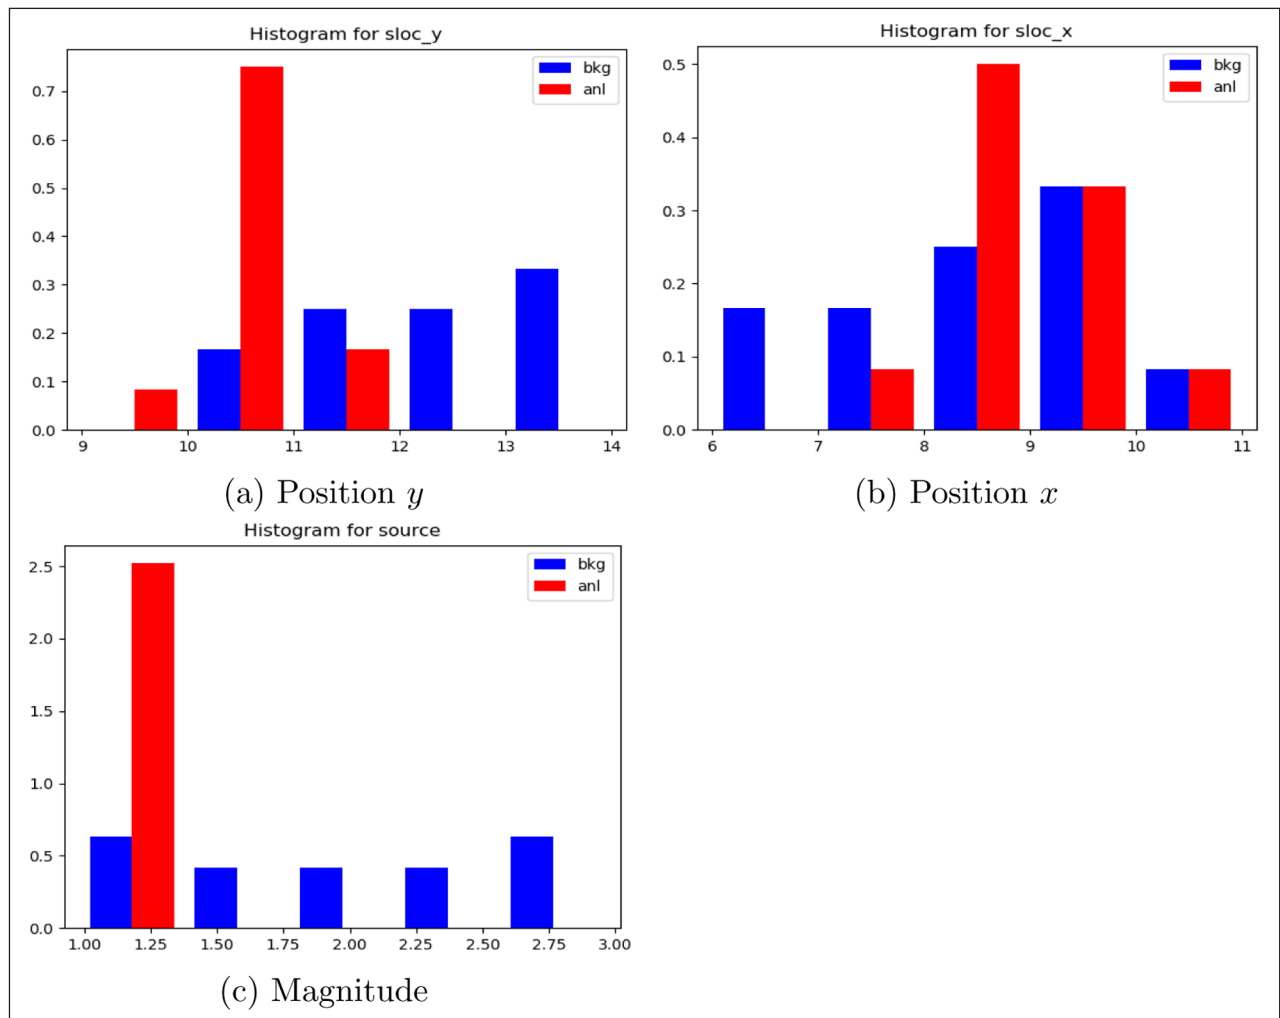 Histogram for sloc_y
bkg
anl
0.7
0.6
0.5
0.4
0.3
0.2
0.1
0.0
9 10 11 12 13 14
(a) Position y
Histogram for sloc_x
bkg
anl
0.5
0.4
0.3
0.2
0.1
0.0
6 7 8 9 10 11
(b) Position x
Histogram for source
bkg
anl
2.5
2.0
1.5
1.0
0.5
0.0
1.00 1.25 1.50 1.75 2.00 2.25 2.50 2.75 3.00
(c) Magnitude